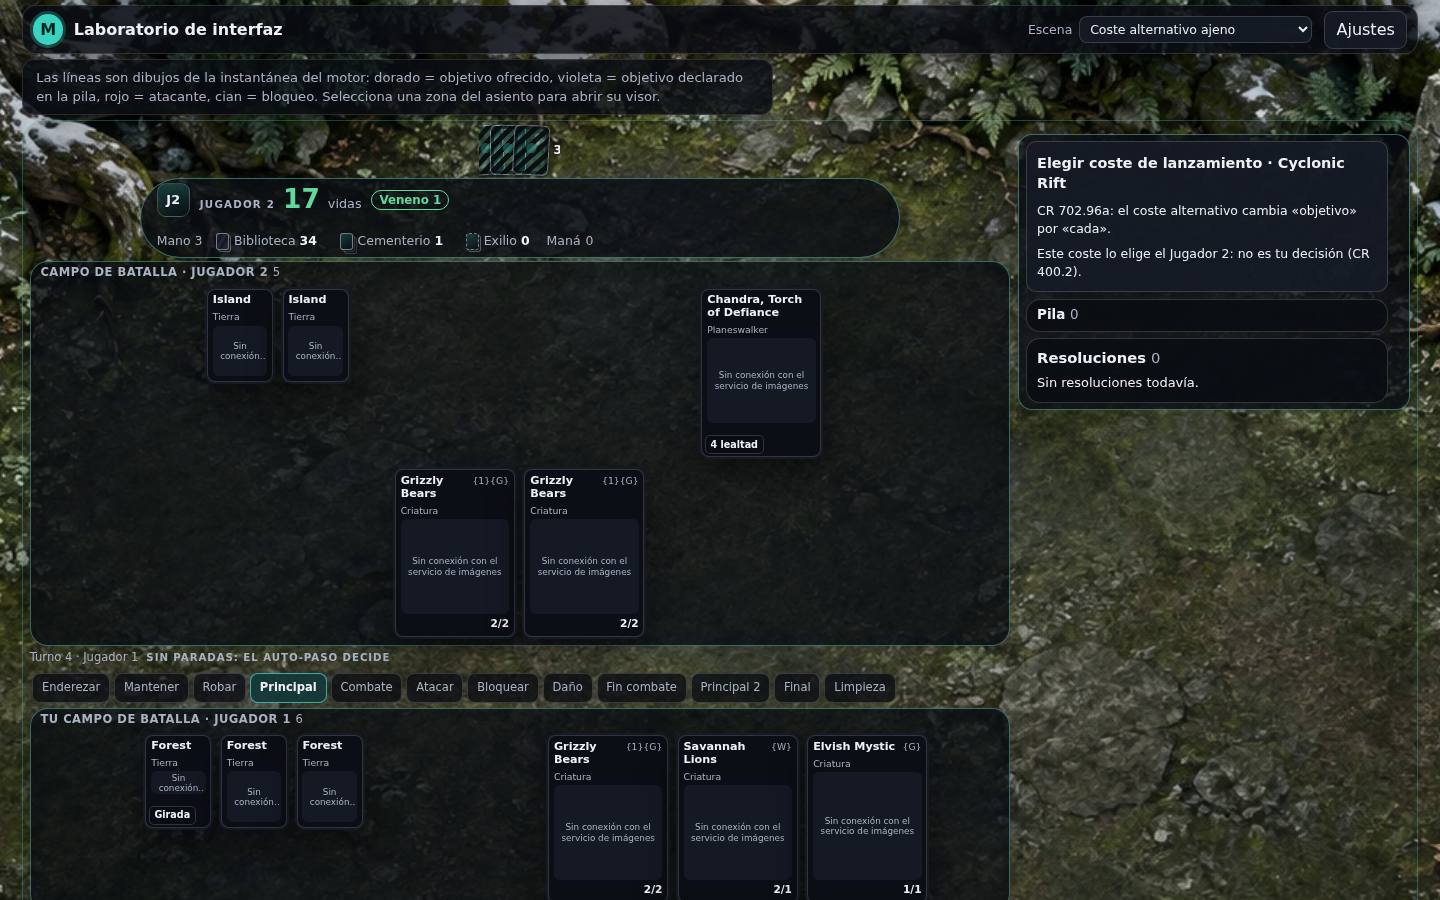 M Laboratorio de interfaz
Escena Coste alternativo ajeno Ajustes
Las líneas son dibujos de la instantánea del motor: dorado = objetivo ofrecido, violeta = objetivo declarado
en la pila, rojo = atacante, cian = bloqueo. Selecciona una zona del asiento para abrir su visor.
3
J2 JUGADOR 2 17 vidas Veneno 1
Mano 3 Biblioteca 34 Cementerio 1 Exilio 0 Maná 0
CAMPO DE BATALLA · JUGADOR 2 5
Island
Tierra
Sin
conexión..
Island
Tierra
Sin
conexión..
Chandra, Torch
of Defiance
Planeswalker
Sin conexión con el
servicio de imágenes
4 lealtad
Grizzly
Bears
{1}{G}
Criatura
Sin conexión con el
servicio de imágenes
2/2
Grizzly
Bears
{1}{G}
Criatura
Sin conexión con el
servicio de imágenes
2/2
Turno 4 · Jugador 1 SIN PARADAS: EL AUTO-PASO DECIDE
Enderezar Mantener Robar Principal Combate Atacar Bloquear Daño Fin combate Principal 2 Final Limpieza
TU CAMPO DE BATALLA · JUGADOR 1 6
Forest
Tierra
Sin
conexión..
Girada
Forest
Tierra
Sin
conexión..
Forest
Tierra
Sin
conexión..
Grizzly
Bears
{1}{G}
Criatura
Sin conexión con el
servicio de imágenes
2/2
Savannah
Lions
{W}
Criatura
Sin conexión con el
servicio de imágenes
2/1
Elvish Mystic {G}
Criatura
Sin conexión con el
servicio de imágenes
1/1
Elegir coste de lanzamiento · Cyclonic
Rift
CR 702.96a: el coste alternativo cambia «objetivo»
por «cada».
Este coste lo elige el Jugador 2: no es tu decisión (CR
400.2).
Pila 0
Resoluciones 0
Sin resoluciones todavía.